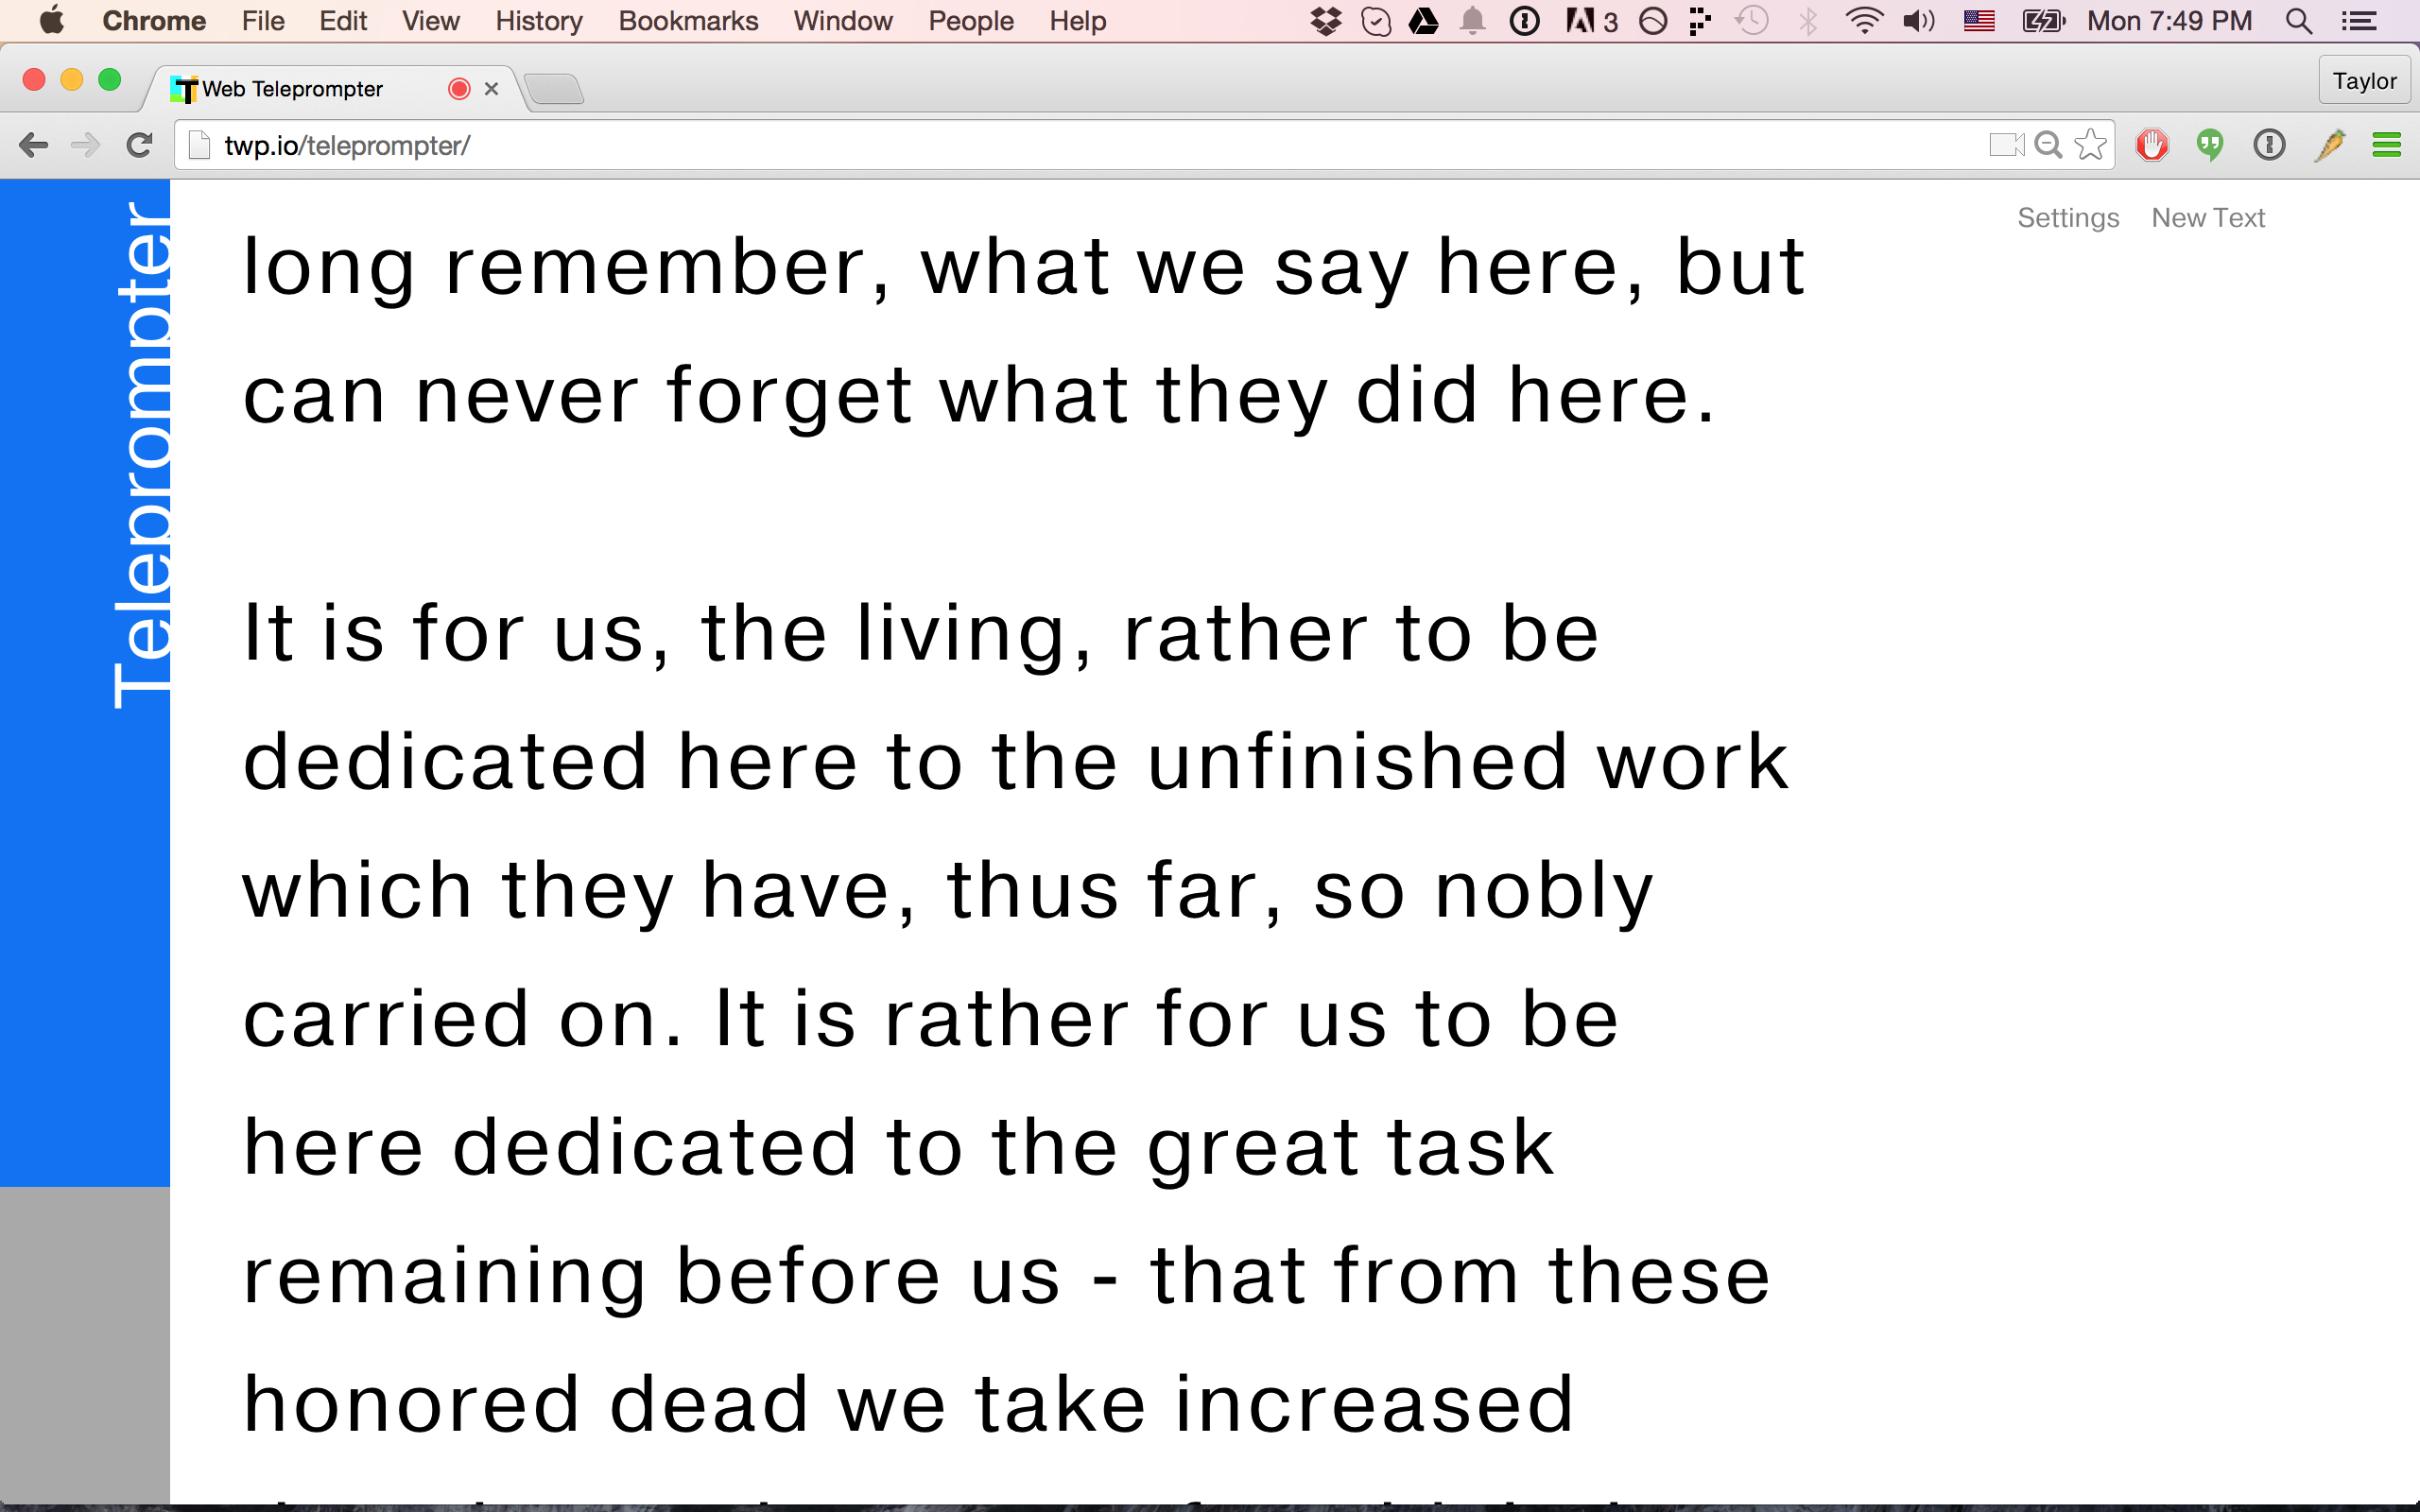 Chrome File Edit View History Bookmarks Window People Help 3 Mon 7:49 PM
Web Teleprompter Taylor
twp.io/teleprompter/
Teleprompter
Settings New Text
long remember, what we say here, but
can never forget what they did here.
It is for us, the living, rather to be
dedicated here to the unfinished work
which they have, thus far, so nobly
carried on. It is rather for us to be
here dedicated to the great task
remaining before us - that from these
honored dead we take increased